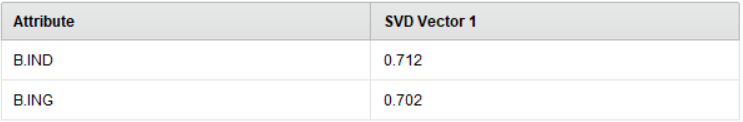 Attribute SVD Vector 1
B.IND 0.712
B.ING 0.702